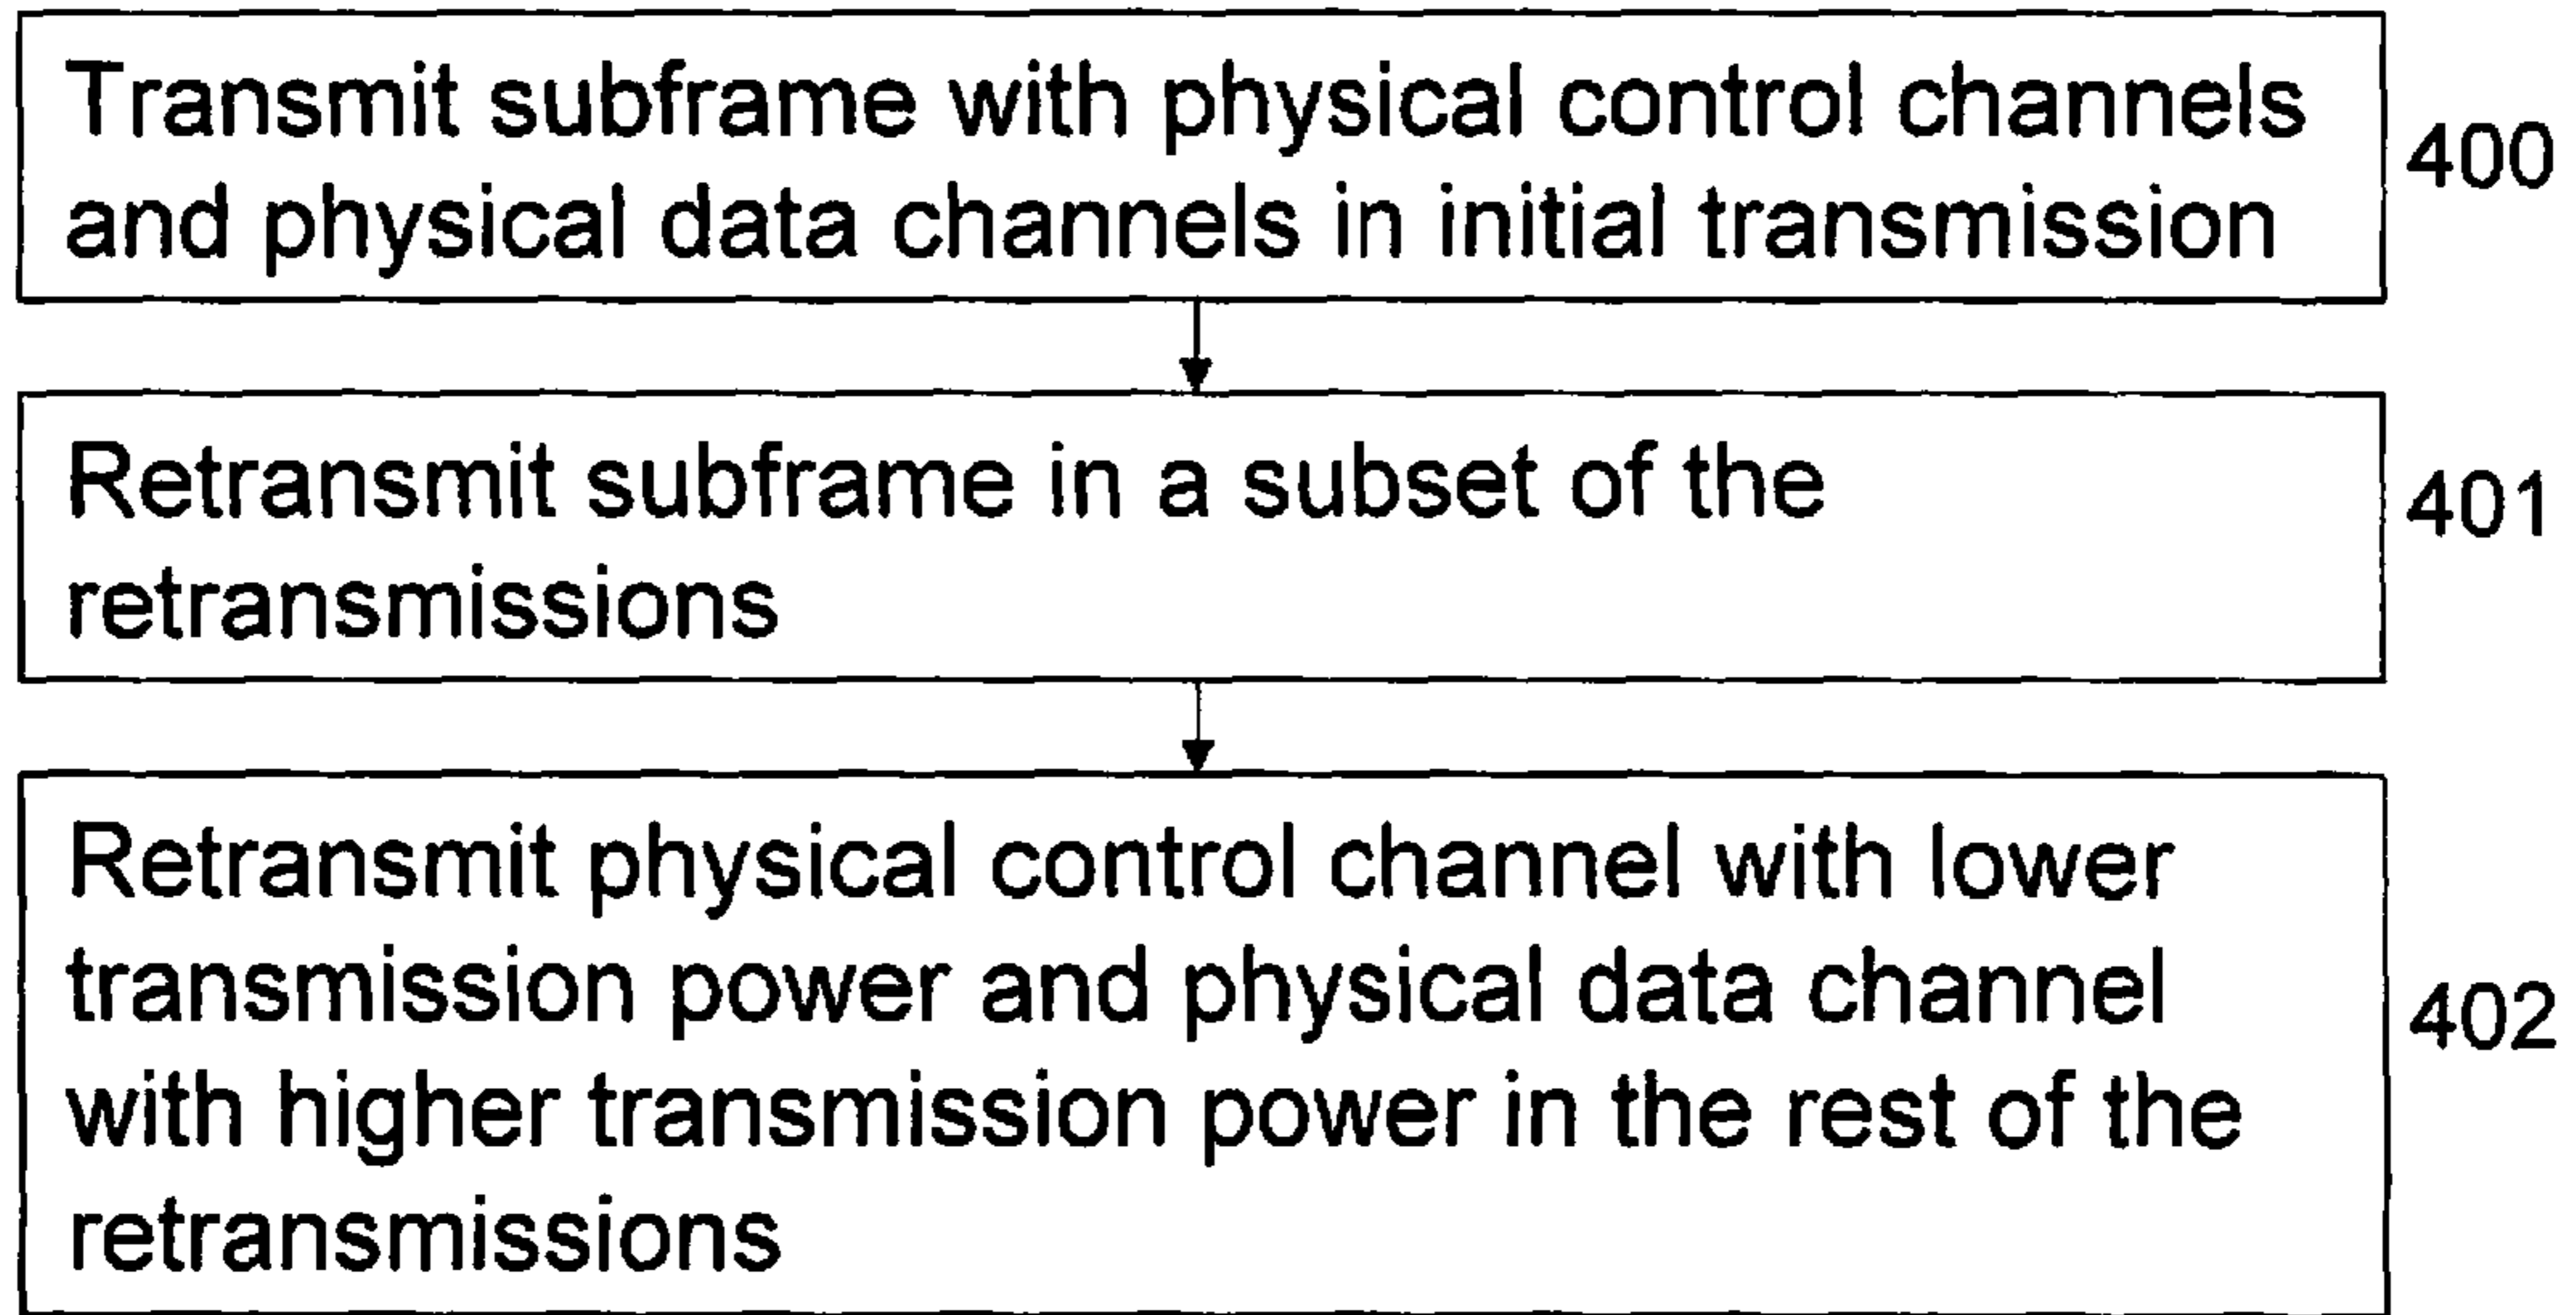 Transmit subframe with physical control channels
and physical data channels in initial transmission
400
Retransmit subframe in a subset of the
retransmissions
401
Retransmit physical control channel with lower
transmission power and physical data channel
with higher transmission power in the rest of the
retransmissions
402